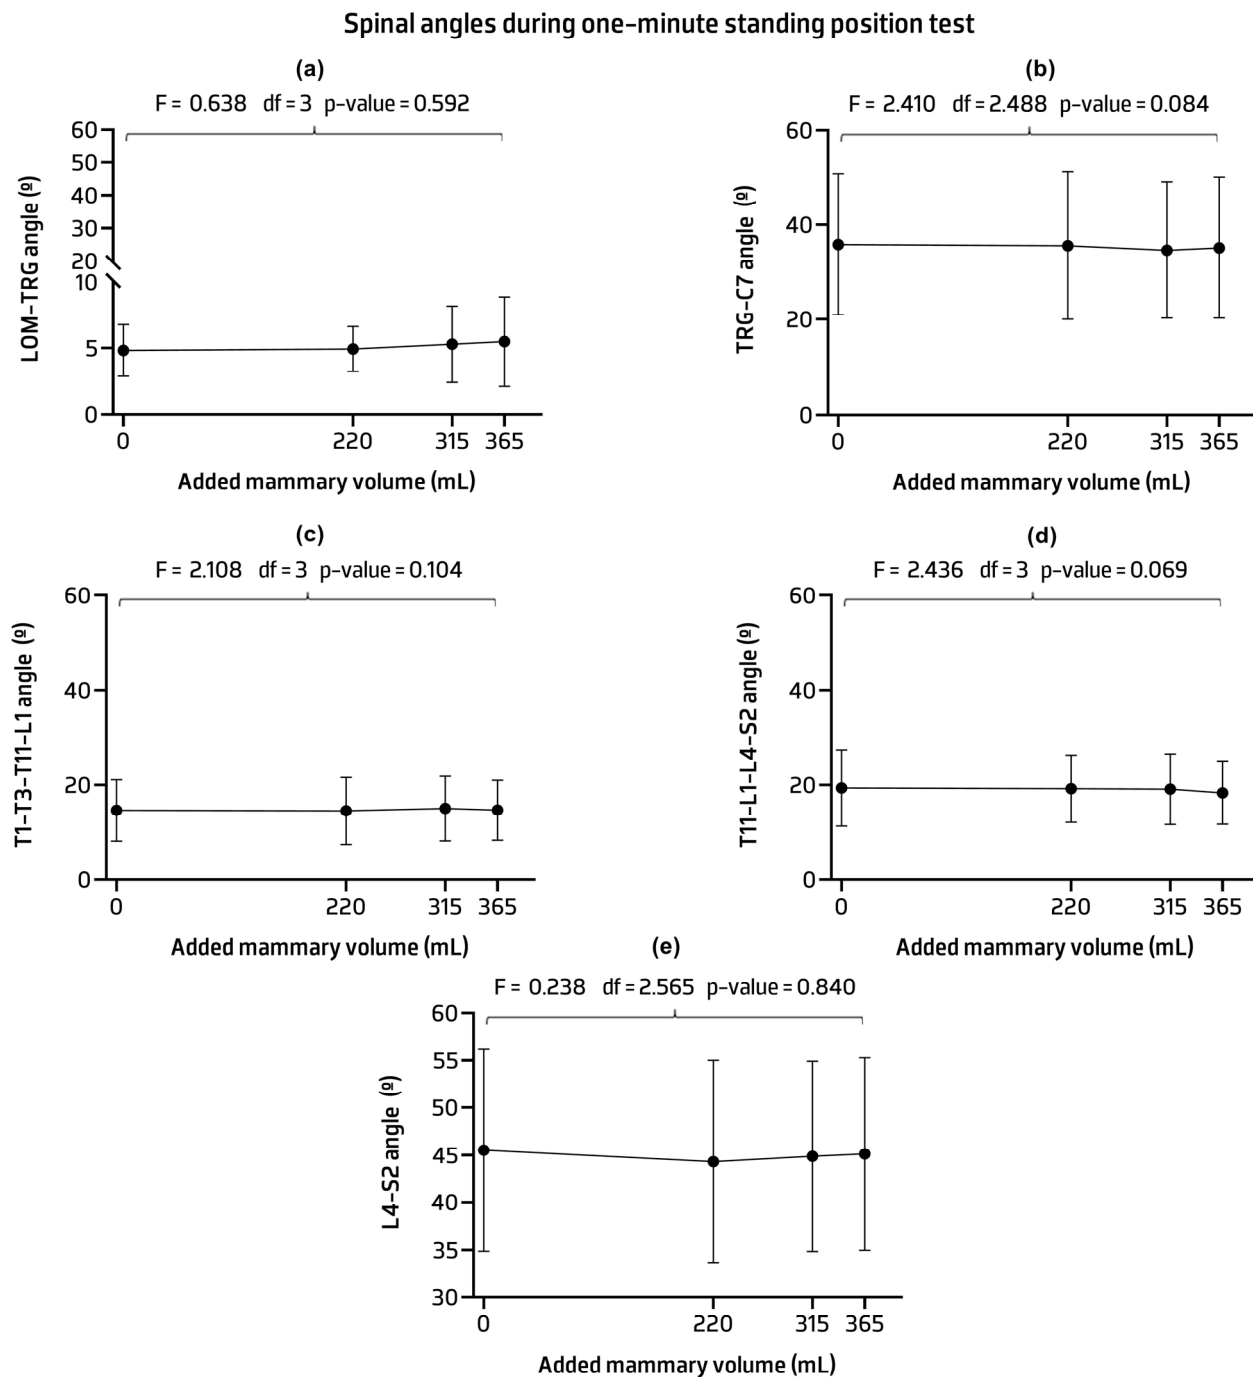 Spinal angles during one-minute standing position test
(a)
F = 0.638 df = 3 p-value = 0.592
LOM-TRG angle (º)
60
50
40
30
20
10
5
0
0 220 315 365
Added mammary volume (mL)
(b)
F = 2.410 df = 2.488 p-value = 0.084
TRG-C7 angle (º)
60
40
20
0
0 220 315 365
Added mammary volume (mL)
(c)
F = 2.108 df = 3 p-value = 0.104
T1-T3-T11-L1 angle (º)
60
40
20
0
0 220 315 365
Added mammary volume (mL)
(d)
F = 2.436 df = 3 p-value = 0.069
T11-L1-L4-S2 angle (º)
60
40
20
0
0 220 315 365
Added mammary volume (mL)
(e)
F = 0.238 df = 2.565 p-value = 0.840
L4-S2 angle (º)
60
55
50
45
40
35
30
0 220 315 365
Added mammary volume (mL)